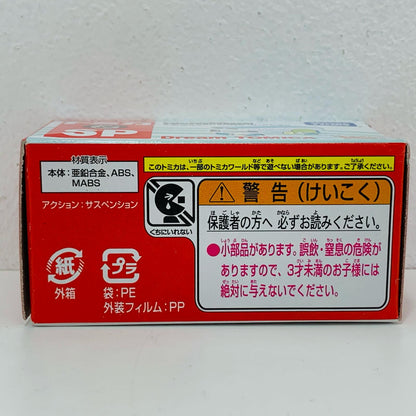 材質表示
本体:亜鉛合金、ABS、
MABS
アクション:サスペンション
このトミカは、一部のトミカワールド等で遊べない場合があります。ご了承ください。
くちにいれない
警告(けいこく)
保護者の方へ 必ずお読みください。
●小部品があります。誤飲・窒息の危険が
ありますので、3才未満のお子様には
絶対に与えないでください。
紙
外箱
プラ
袋:PE
外装フィルム:PP